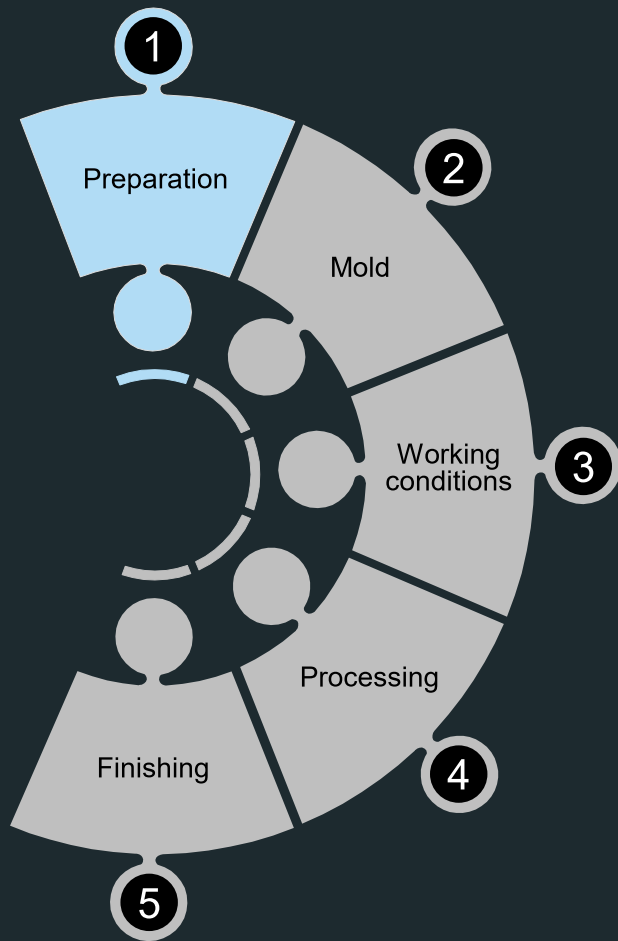 1
Preparation
2
Mold
Working
conditions
3
Processing
4
Finishing
5